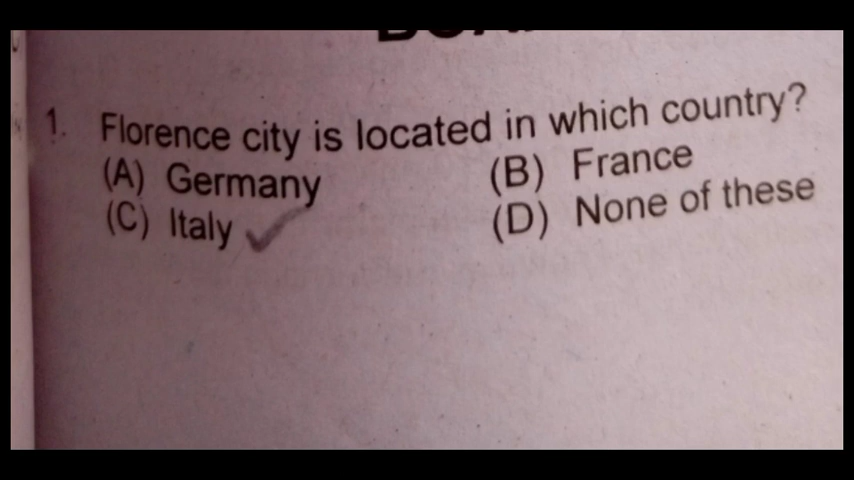 1. Florence city is located in which country?
(A) Germany (B) France
(C) Italy (D) None of these